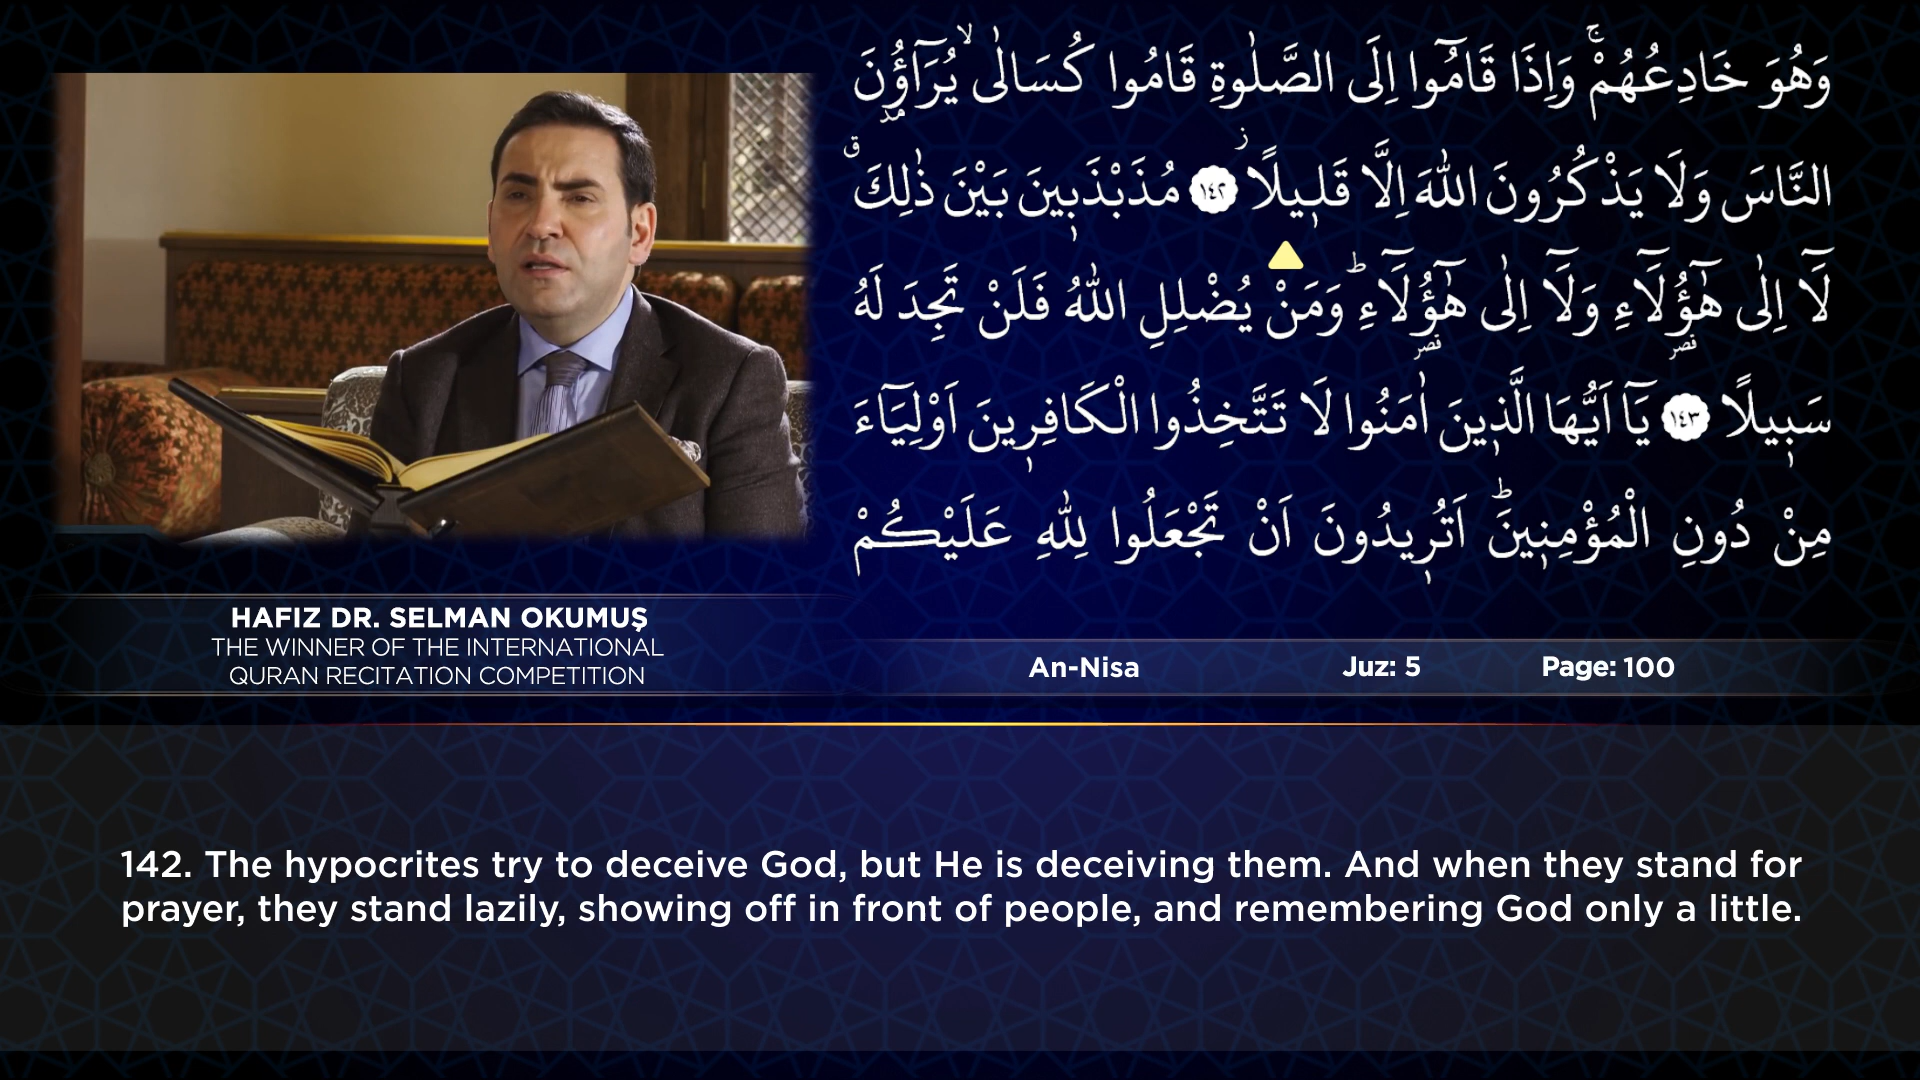 وَهُوَ خَادِعُهُمْۚ وَاِذَا قَامُٓوا اِلَى الصَّلٰوةِ قَامُوا كُسَالٰىۙ يُرَٓاؤُ۫نَ
النَّاسَ وَلَا يَذْكُرُونَ اللّٰهَ اِلَّا قَل۪يلًاۘ ﴿١٤٢﴾ مُذَبْذَب۪ينَ بَيْنَ ذٰلِكَۗ
لَٓا اِلٰى هٰٓؤُ۬لَٓاءِ وَلَٓا اِلٰى هٰٓؤُ۬لَٓاءِۜ وَمَنْ يُضْلِلِ اللّٰهُ فَلَنْ تَجِدَ لَهُ
سَب۪يلًا ﴿١٤٣﴾ يَٓا اَيُّهَا الَّذ۪ينَ اٰمَنُوا لَا تَتَّخِذُوا الْكَافِر۪ينَ اَوْلِيَٓاءَ
مِنْ دُونِ الْمُؤْمِن۪ينَۜ اَتُر۪يدُونَ اَنْ تَجْعَلُوا لِلّٰهِ عَلَيْكُمْ
HAFIZ DR. SELMAN OKUMUŞ
THE WINNER OF THE INTERNATIONAL
QURAN RECITATION COMPETITION
An-Nisa Juz: 5 Page: 100
142. The hypocrites try to deceive God, but He is deceiving them. And when they stand for
prayer, they stand lazily, showing off in front of people, and remembering God only a little.